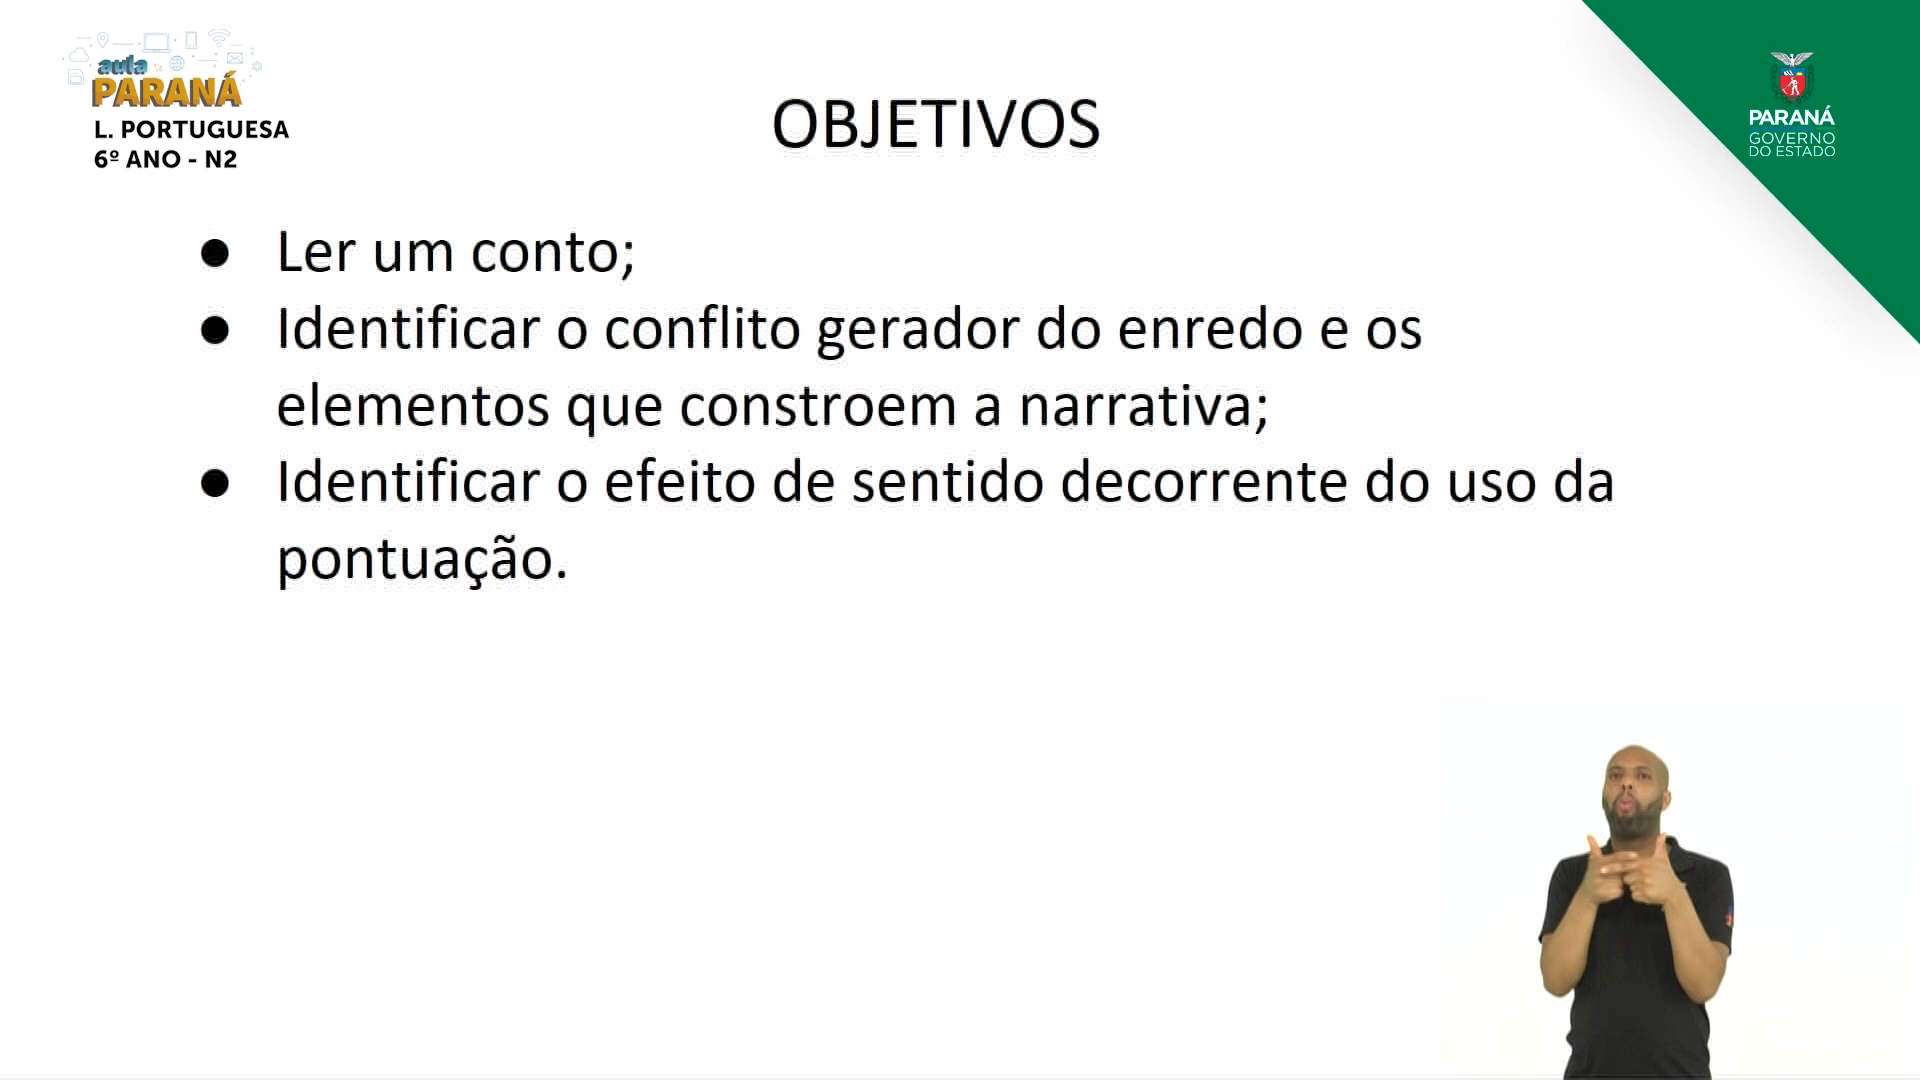 aula
PARANÁ
L. PORTUGUESA
6º ANO - N2
OBJETIVOS
PARANÁ
GOVERNO
DO ESTADO
● Ler um conto;
● Identificar o conflito gerador do enredo e os
elementos que constroem a narrativa;
● Identificar o efeito de sentido decorrente do uso da
pontuação.